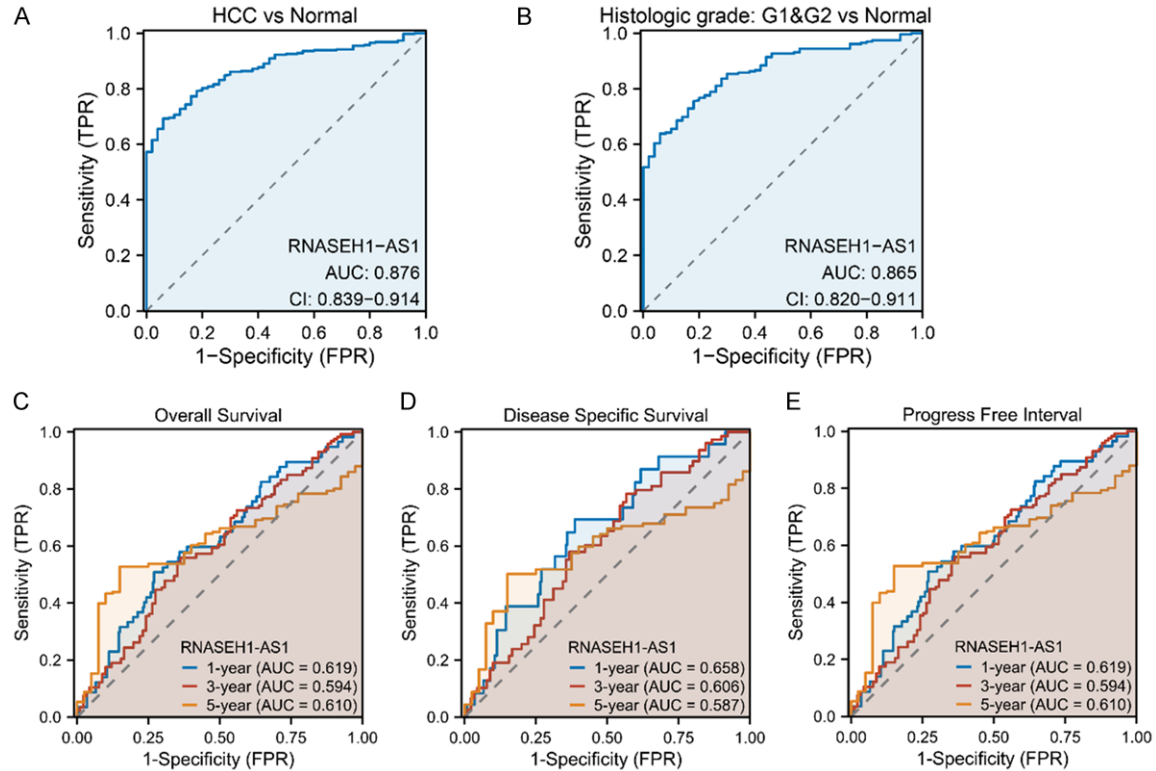 A
HCC vs Normal
1.0
0.8
0.6
0.4
0.2
0.0
Sensitivity (TPR)
RNASEH1−AS1
AUC: 0.876
CI: 0.839−0.914
0.0 0.2 0.4 0.6 0.8 1.0
1−Specificity (FPR)
B
Histologic grade: G1&G2 vs Normal
1.0
0.8
0.6
0.4
0.2
0.0
Sensitivity (TPR)
RNASEH1−AS1
AUC: 0.865
CI: 0.820−0.911
0.0 0.2 0.4 0.6 0.8 1.0
1−Specificity (FPR)
C
Overall Survival
1.0
0.8
0.6
0.4
0.2
0.0
Sensitivity (TPR)
RNASEH1-AS1
1-year (AUC = 0.619)
3-year (AUC = 0.594)
5-year (AUC = 0.610)
0.00 0.25 0.50 0.75 1.00
1-Specificity (FPR)
D
Disease Specific Survival
1.0
0.8
0.6
0.4
0.2
0.0
Sensitivity (TPR)
RNASEH1-AS1
1-year (AUC = 0.658)
3-year (AUC = 0.606)
5-year (AUC = 0.587)
0.00 0.25 0.50 0.75 1.00
1-Specificity (FPR)
E
Progress Free Interval
1.0
0.8
0.6
0.4
0.2
0.0
Sensitivity (TPR)
RNASEH1-AS1
1-year (AUC = 0.619)
3-year (AUC = 0.594)
5-year (AUC = 0.610)
0.00 0.25 0.50 0.75 1.00
1-Specificity (FPR)